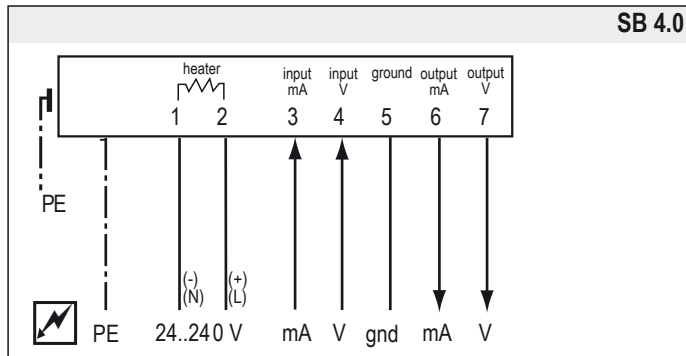 SB 4.0
heater
input mA
input V
ground
output mA
output V
1 2 3 4 5 6 7
PE
(-) (+)
(N) (L)
PE 24..240 V mA V gnd mA V